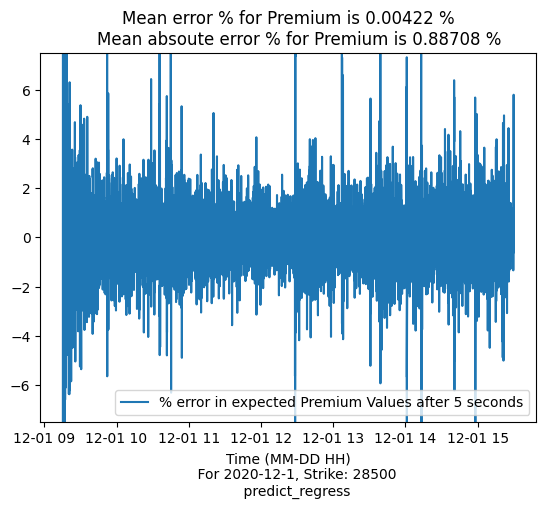 Mean error % for Premium is 0.00422 %
Mean absoute error % for Premium is 0.88708 %
6
4
2
0
−2
−4
−6
% error in expected Premium Values after 5 seconds
12-01 09 12-01 10 12-01 11 12-01 12 12-01 13 12-01 14 12-01 15
Time (MM-DD HH)
For 2020-12-1, Strike: 28500
predict_regress